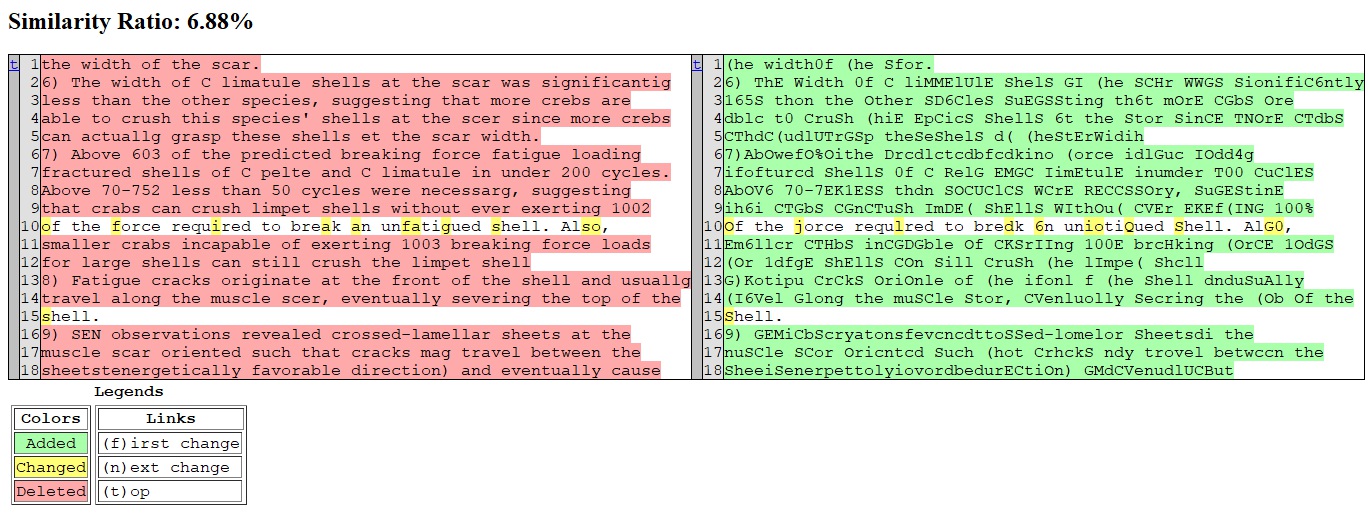 Similarity Ratio: 6.88%
t 1 the width of the scar.
2 6) The width of C limatule shells at the scar was significantig
3 less than the other species, suggesting that more crebs are
4 able to crush this species' shells at the scer since more crebs
5 can actuallg grasp these shells et the scar width.
6 7) Above 603 of the predicted breaking force fatigue loading
7 fractured shells of C pelte and C limatule in under 200 cycles.
8 Above 70-752 less than 50 cycles were necessarg, suggesting
9 that crabs can crush limpet shells without ever exerting 1002
10 of the force required to break an unfatigued shell. Also,
11 smaller crabs incapable of exerting 1003 breaking force loads
12 for large shells can still crush the limpet shell
13 8) Fatigue cracks originate at the front of the shell and usuallg
14 travel along the muscle scer, eventually severing the top of the
15 shell.
16 9) SEN observations revealed crossed-lamellar sheets at the
17 muscle scar oriented such that cracks mag travel between the
18 sheetstenergetically favorable direction) and eventually cause
t 1 (he width0f (he Sfor.
2 6) ThE Width 0f C liMMElUlE ShelS GI (he SCHr WWGS SionifiC6ntly
3 165S thon the Other SD6CleS SuEGSSting th6t mOrE CGbS Ore
4 dblc t0 CruSh (hiE EpCicS ShellS 6t the Stor SinCE TNOrE CTdbS
5 CThdC(udlUTrGSp theSeShelS d( (heStErWidih
6 7)AbOwefO%Oithe Drcdlctcdbfcdkino (orce idlGuc IOdd4g
7 ifofturcd ShellS 0f C RelG EMGC IimEtulE inumder T00 CuClES
8 AbOV6 70-7EK1ESS thdn SOCUClCS WCrE RECCSSOry, SuGEStinE
9 ih6i CTGbS CGnCTuSh ImDE( ShEllS WIthOu( CVEr EKEf(ING 100%
10 Of the jorce requlred to bredk 6n uniotiQued Shell. AlG0,
11 Em6llcr CTHbS inCGDGble Of CKSrIIng 100E brcHking (OrCE 1OdGS
12 (Or 1dfgE ShEllS COn Sill CruSh (he lImpe( Shcll
13 G)Kotipu CrCkS OriOnle of (he ifonl f (he Shell dnduSuAlly
14 (I6Vel Glong the muSCle Stor, CVenluolly Secring the (Ob Of the
15 Shell.
16 9) GEMiCbScryatonsfevcncdttoSSed-lomelor Sheetsdi the
17 nuSCle SCor Oricntcd Such (hot CrhckS ndy trovel betwccn the
18 SheeiSenerpettolyiovordbedurECtiOn) GMdCVenudlUCBut
Legends
Colors Links
Added (f)irst change
Changed (n)ext change
Deleted (t)op